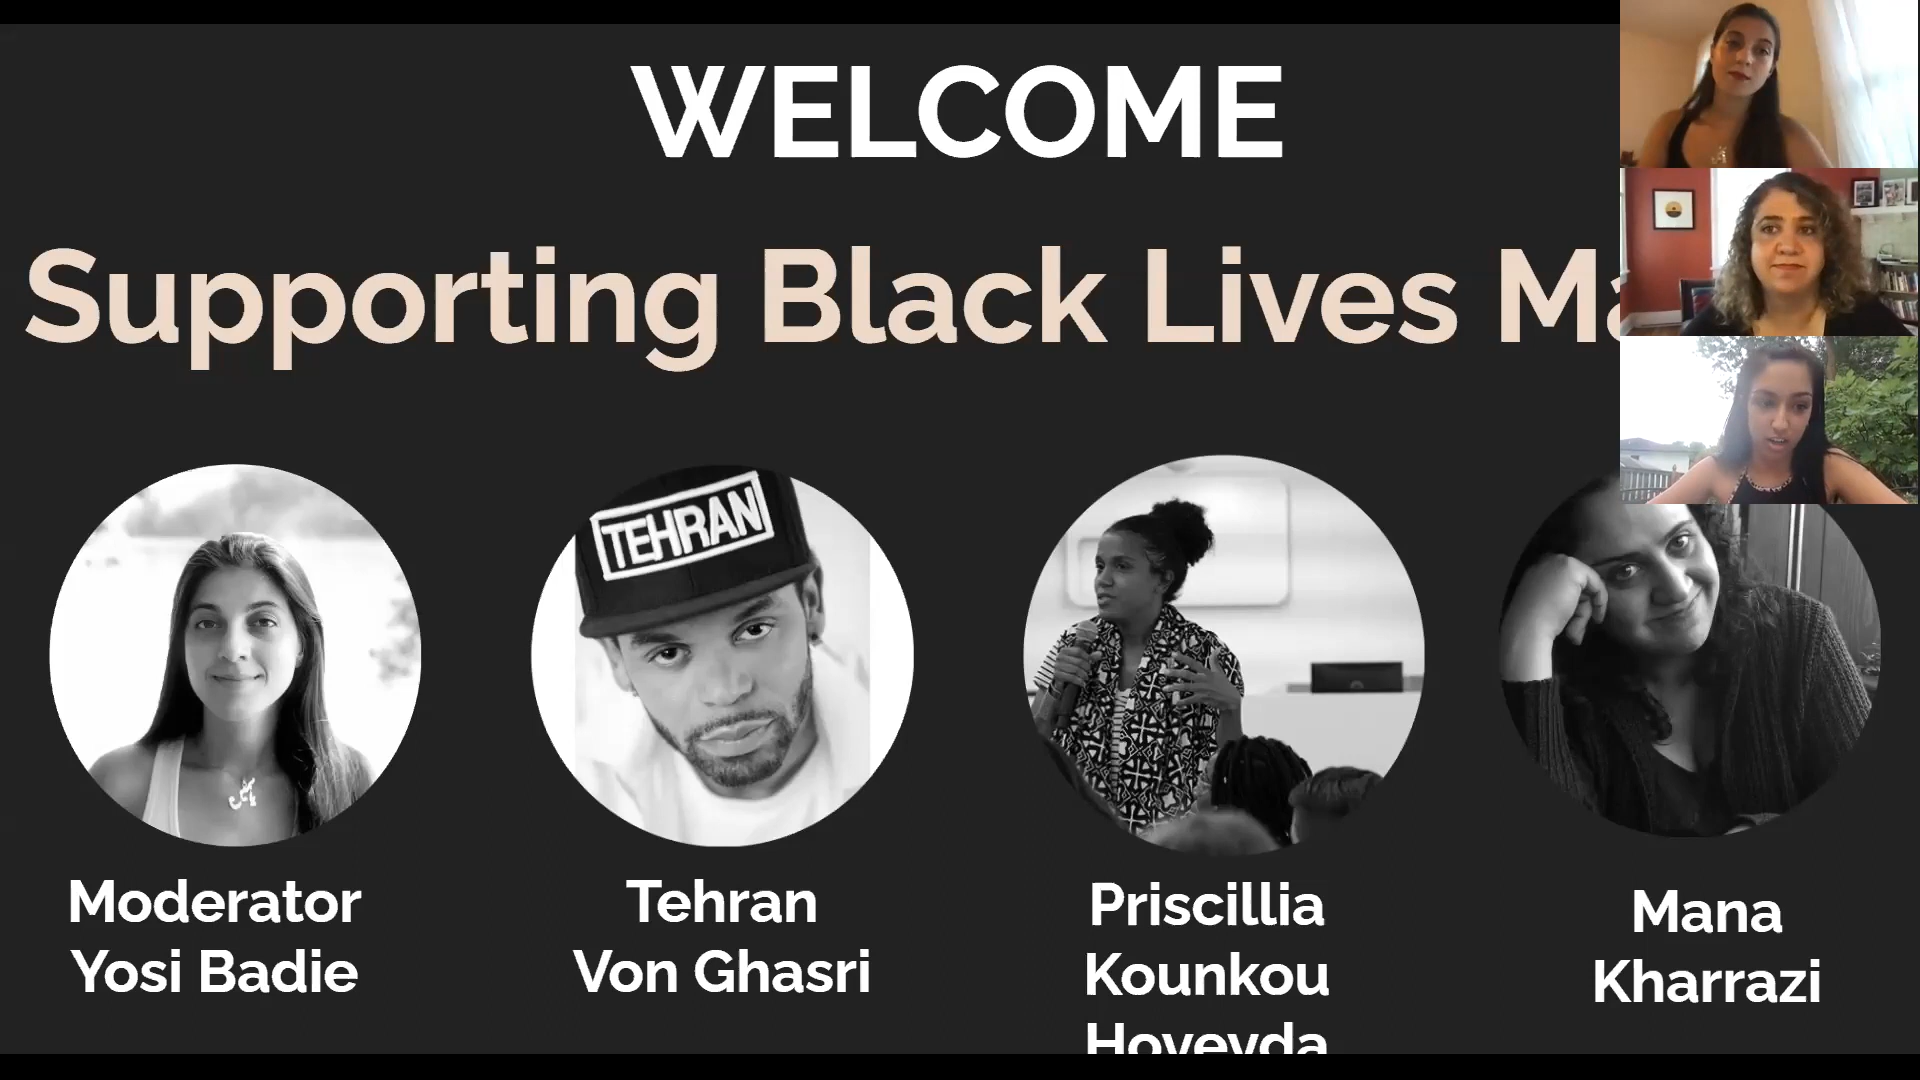 WELCOME
Supporting Black Lives Ma
TEHRAN
Moderator
Yosi Badie
Tehran
Von Ghasri
Priscillia
Kounkou
Hoveyda
Mana
Kharrazi